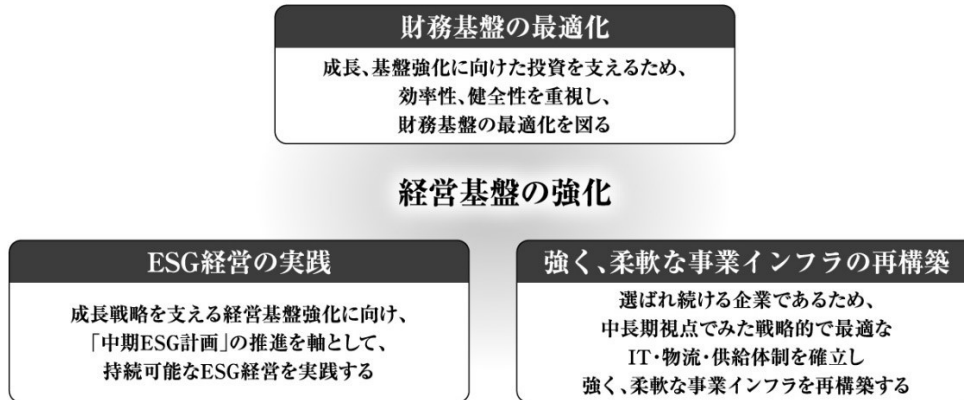 財務基盤の最適化
成長、基盤強化に向けた投資を支えるため、
効率性、健全性を重視し、
財務基盤の最適化を図る
経営基盤の強化
ESG経営の実践
成長戦略を支える経営基盤強化に向け、
「中期ESG計画」の推進を軸として、
持続可能なESG経営を実践する
強く、柔軟な事業インフラの再構築
選ばれ続ける企業であるため、
中長期視点でみた戦略的で最適な
IT・物流・供給体制を確立し
強く、柔軟な事業インフラを再構築する